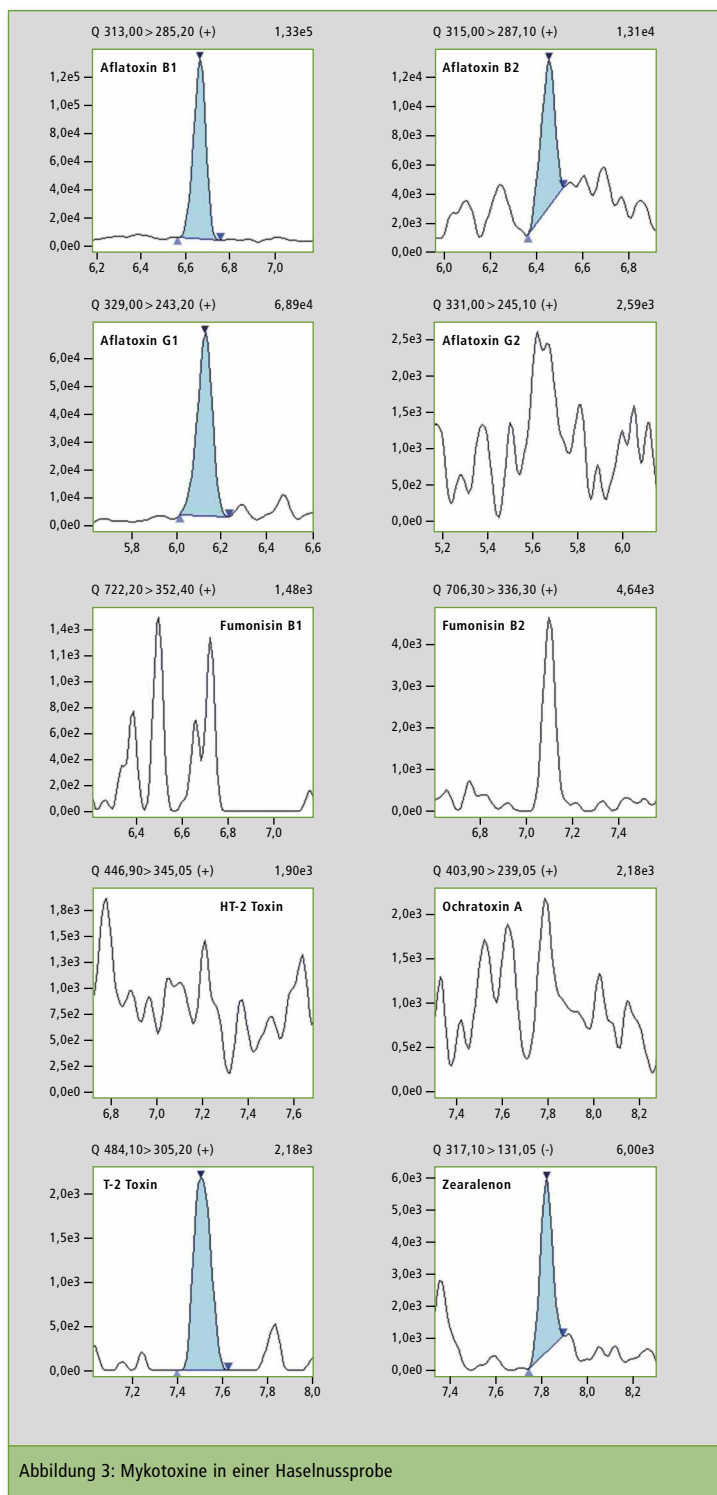 Q 313,00>285,20 (+) 1,33e5
Aflatoxin B1
1,2e5
1,0e5
8,0e4
6,0e4
4,0e4
2,0e4
0,0e0
6,2 6,4 6,6 6,8 7,0
Q 315,00>287,10 (+) 1,31e4
Aflatoxin B2
1,2e4
1,0e4
8,0e3
6,0e3
4,0e3
2,0e3
0,0e0
6,0 6,2 6,4 6,6 6,8
Q 329,00>243,20 (+) 6,89e4
Aflatoxin G1
6,0e4
5,0e4
4,0e4
3,0e4
2,0e4
1,0e4
0,0e0
5,8 6,0 6,2 6,4 6,6
Q 331,00>245,10 (+) 2,59e3
Aflatoxin G2
2,5e3
2,0e3
1,5e3
1,0e3
5,0e2
0,0e0
5,2 5,4 5,6 5,8 6,0
Q 722,20>352,40 (+) 1,48e3
Fumonisin B1
1,4e3
1,1e3
1,0e3
8,0e2
6,0e2
4,0e2
2,0e2
0,0e0
6,4 6,6 6,8 7,0
Q 706,30>336,30 (+) 4,64e3
Fumonisin B2
4,0e3
3,0e3
2,0e3
1,0e3
0,0e0
6,8 7,0 7,2 7,4
Q 446,90>345,05 (+) 1,90e3
HT-2 Toxin
1,8e3
1,5e3
1,3e3
1,0e3
7,5e2
5,0e2
2,5e2
0,0e0
6,8 7,0 7,2 7,4 7,6
Q 403,90>239,05 (+) 2,18e3
Ochratoxin A
2,0e3
1,5e3
1,0e3
0,5e2
0,0e0
7,4 7,6 7,8 8,0 8,2
Q 484,10>305,20 (+) 2,18e3
T-2 Toxin
2,0e3
1,5e3
1,0e3
5,0e2
0,0e0
7,2 7,4 7,6 7,8 8,0
Q 317,10>131,05 (-) 6,00e3
Zearalenon
6,0e3
5,0e3
4,0e3
3,0e3
2,0e3
1,0e3
0,0e0
7,4 7,6 7,8 8,0 8,2
Abbildung 3: Mykotoxine in einer Haselnussprobe